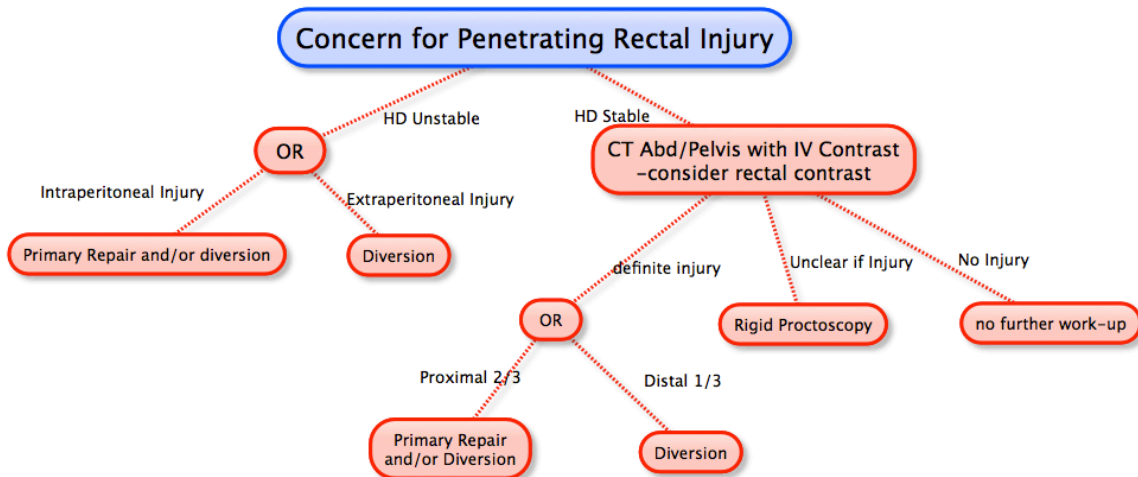 Concern for Penetrating Rectal Injury
HD Unstable
HD Stable
OR
CT Abd/Pelvis with IV Contrast
-consider rectal contrast
Intraperitoneal Injury
Extraperitoneal Injury
Primary Repair and/or diversion
Diversion
definite injury
Unclear if Injury
No Injury
OR
Rigid Proctoscopy
no further work-up
Proximal 2/3
Distal 1/3
Primary Repair
and/or Diversion
Diversion